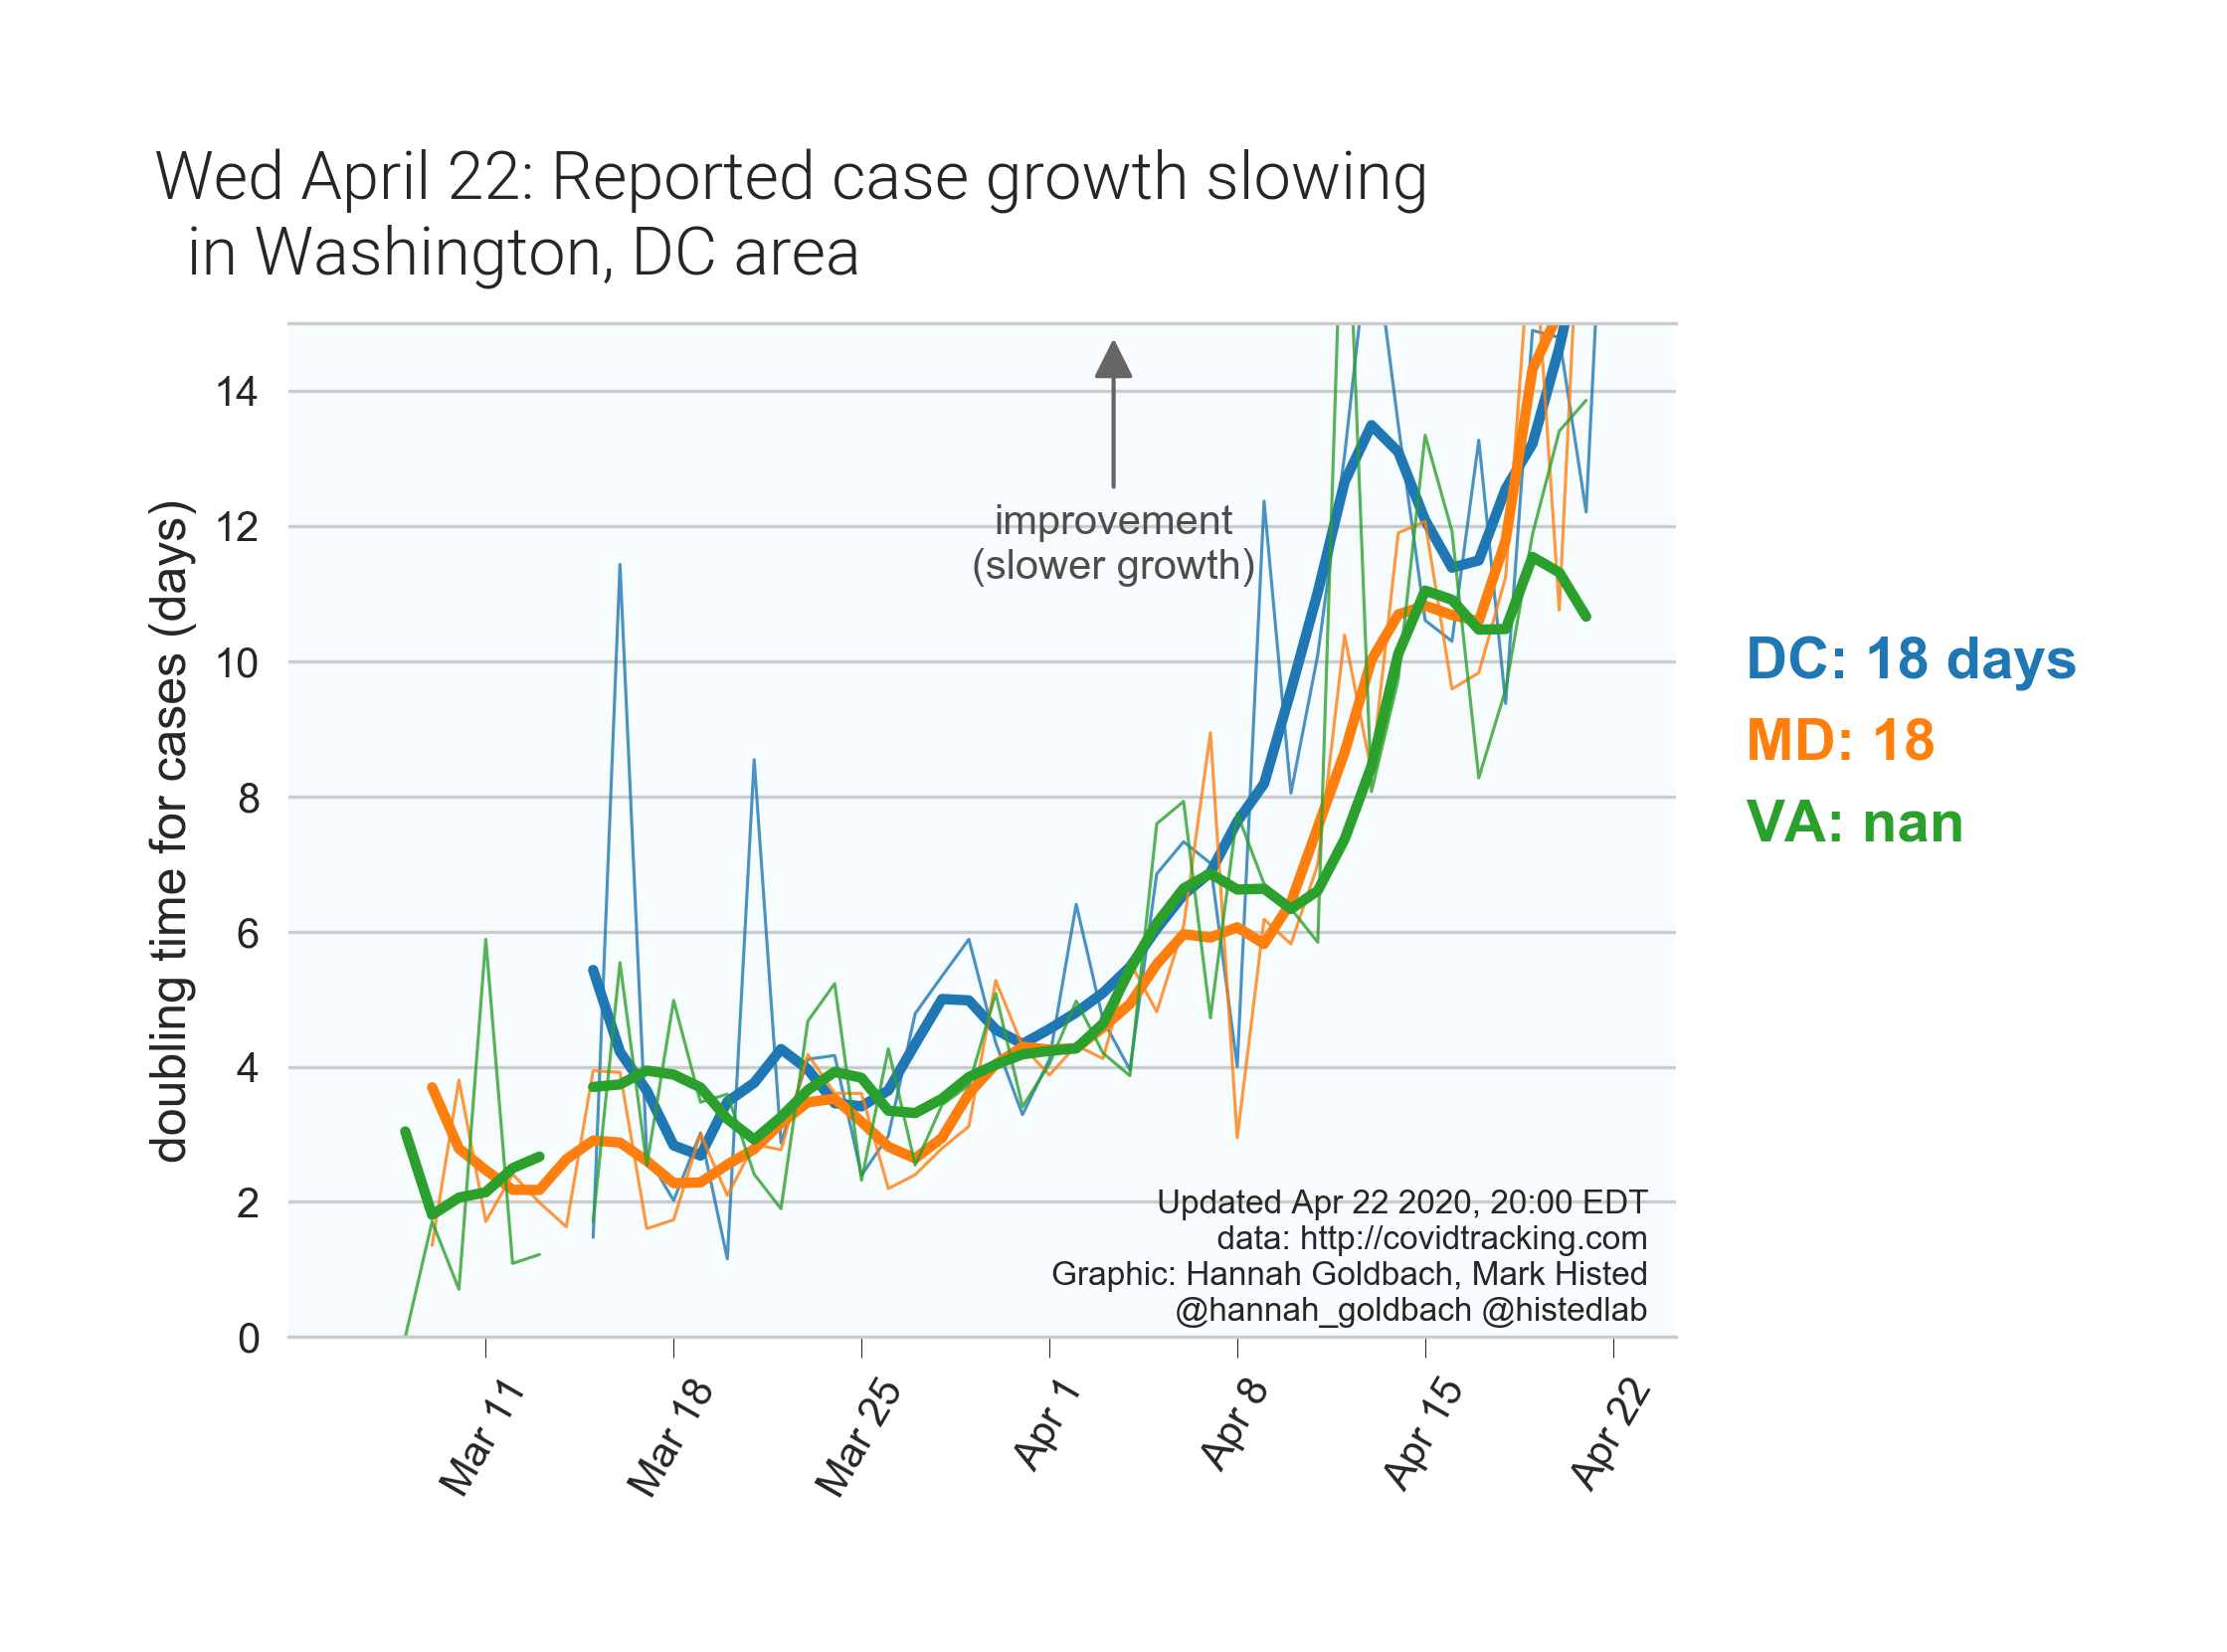 Wed April 22: Reported case growth slowing
in Washington, DC area
doubling time for cases (days)
14
12
10
8
6
4
2
0
improvement
(slower growth)
DC: 18 days
MD: 18
VA: nan
Updated Apr 22 2020, 20:00 EDT
data: http://covidtracking.com
Graphic: Hannah Goldbach, Mark Histed
@hannah_goldbach @histedlab
Mar 11
Mar 18
Mar 25
Apr 1
Apr 8
Apr 15
Apr 22